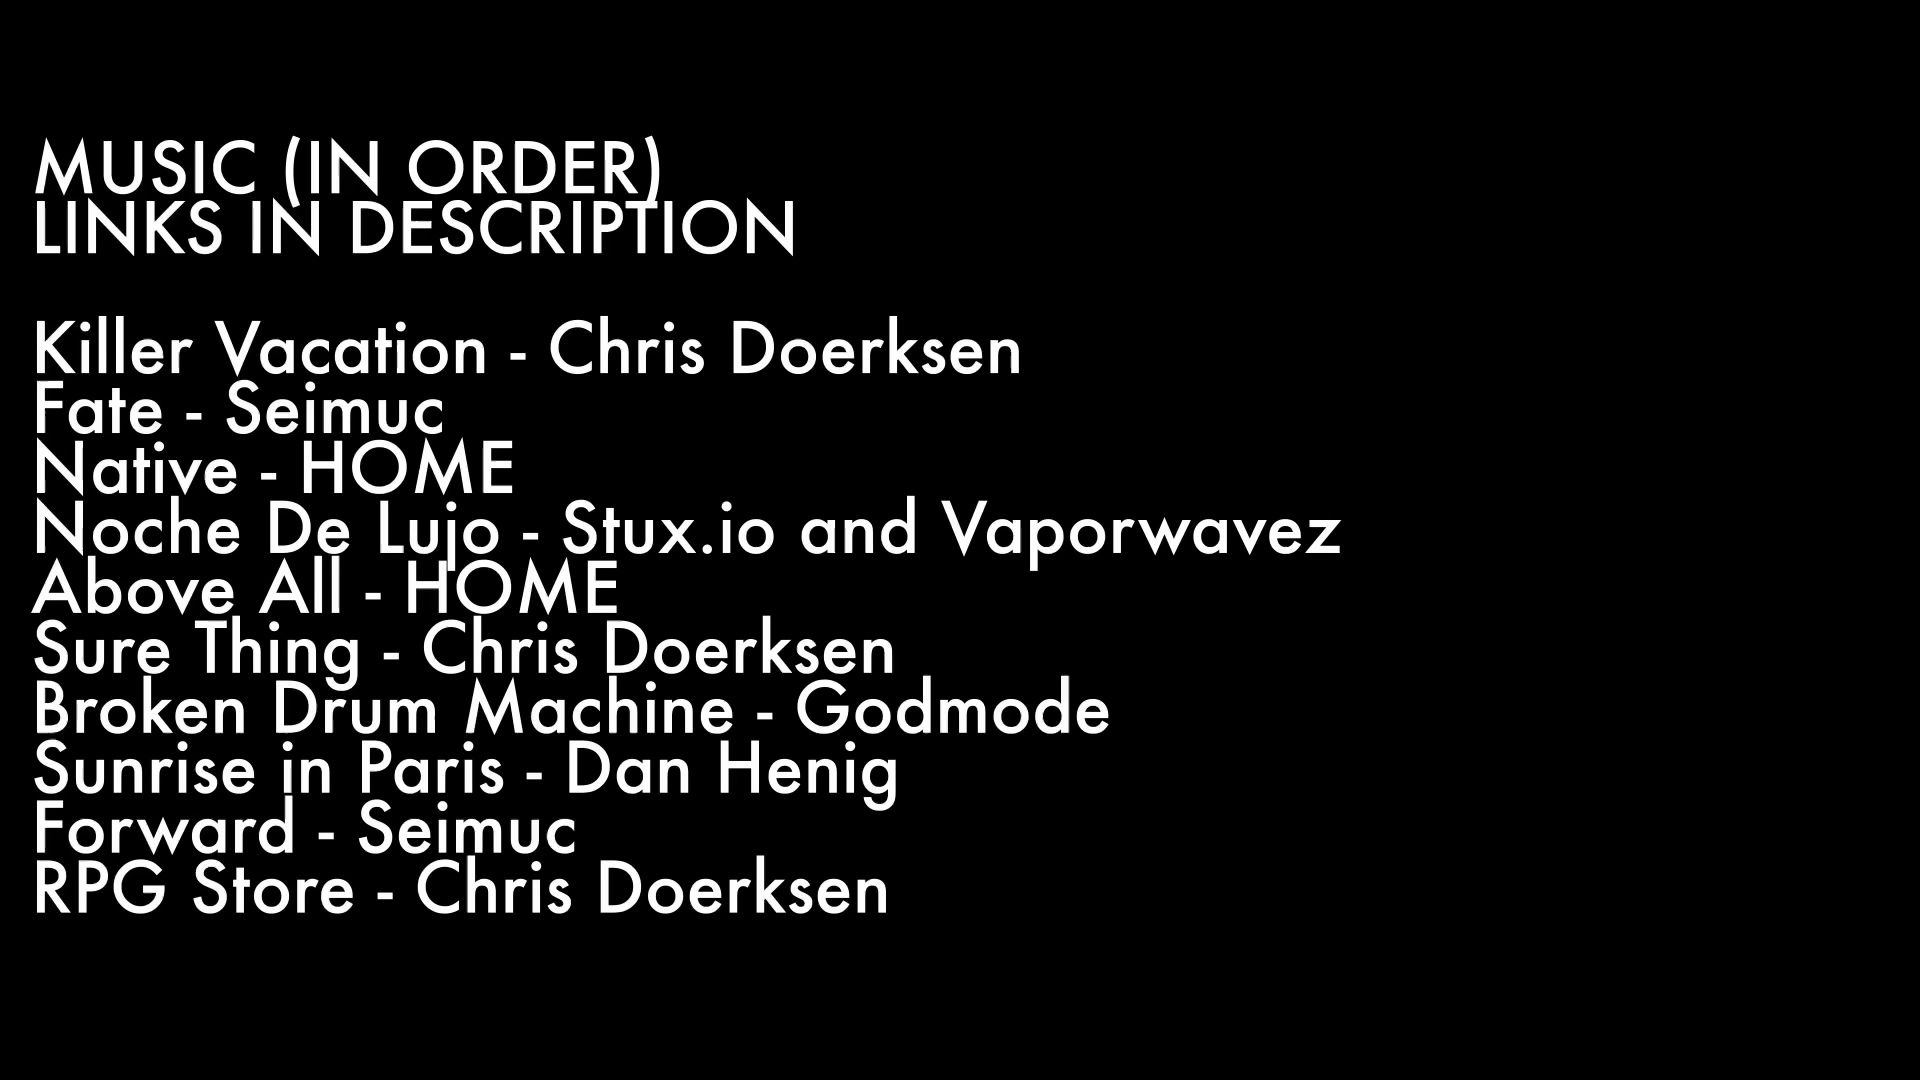 MUSIC (IN ORDER)
LINKS IN DESCRIPTION
Killer Vacation - Chris Doerksen
Fate - Seimuc
Native - HOME
Noche De Lujo - Stux.io and Vaporwavez
Above All - HOME
Sure Thing - Chris Doerksen
Broken Drum Machine - Godmode
Sunrise in Paris - Dan Henig
Forward - Seimuc
RPG Store - Chris Doerksen